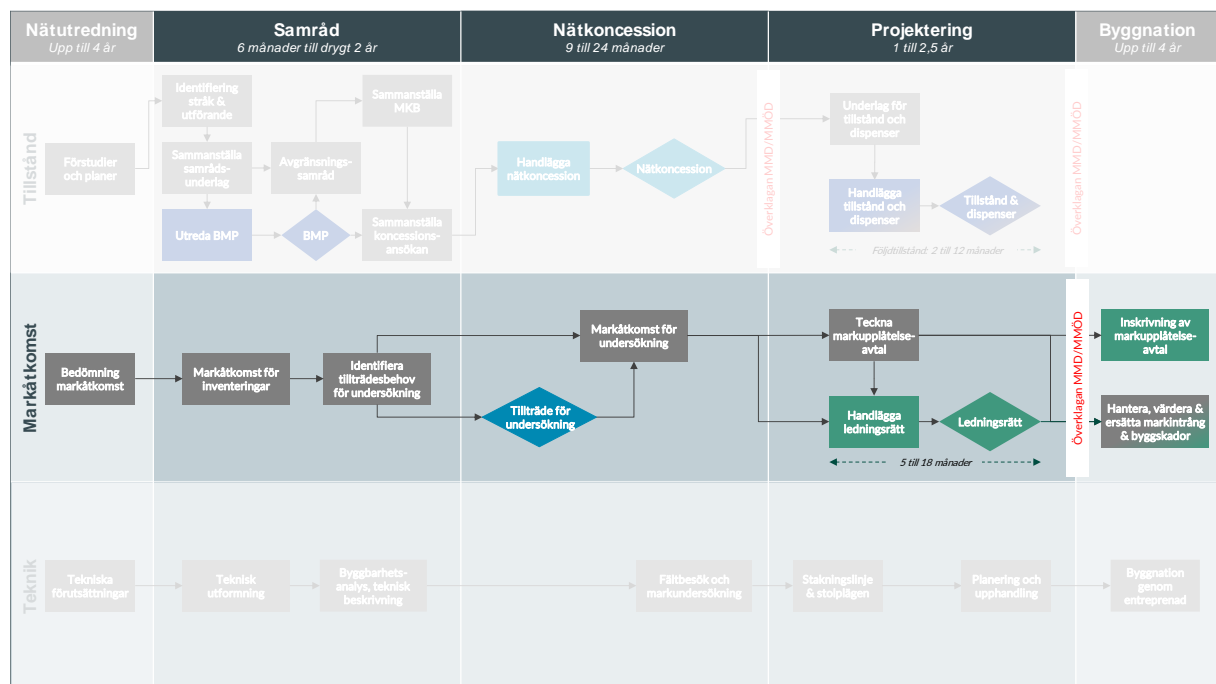 Nätutredning
Upp till 4 år
Samråd
6 månader till drygt 2 år
Nätkoncession
9 till 24 månader
Projektering
1 till 2,5 år
Byggnation
Upp till 4 år
Tillstånd
Förstudier
och planer
Identifiering
stråk &
utförande
Sammanställa
samråds-
underlag
Utreda BMP
Avgränsnings-
samråd
BMP
Sammanställa
MKB
Sammanställa
koncessions-
ansökan
Handlägga
nätkoncession
Nätkoncession
Överklagan MMD/MMÖD
Underlag för
tillstånd och
dispenser
Handlägga
tillstånd och
dispenser
Tillstånd &
dispenser
Följdtillstånd: 2 till 12 månader
Överklagan MMD/MMÖD
Markåtkomst
Bedömning
markåtkomst
Markåtkomst för
inventeringar
Identifiera
tillträdesbehov
för undersökning
Tillträde för
undersökning
Markåtkomst för
undersökning
Teckna
markupplåtelse-
avtal
Handlägga
ledningsrätt
Ledningsrätt
5 till 18 månader
Överklagan MMD/MMÖD
Inskrivning av
markupplåtelse-
avtal
Hantera, värdera &
ersätta markintrång
& byggskador
Teknik
Tekniska
förutsättningar
Teknisk
utformning
Byggbarhets-
analys, teknisk
beskrivning
Fältbesök och
markundersökning
Stakningslinje
& stolplägen
Planering och
upphandling
Byggnation
genom
entreprenad